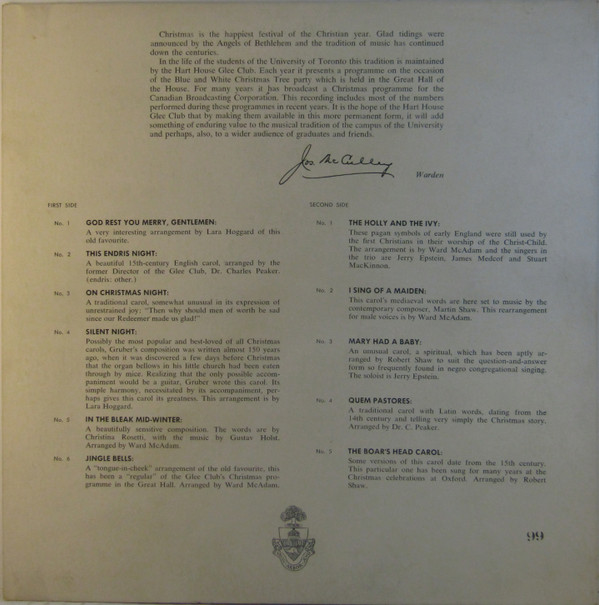 Christmas is the happiest festival of the Christian year. Glad tidings were
announced by the Angels of Bethlehem and the tradition of music has continued
down the centuries.
In the life of the students of the University of Toronto this tradition is maintained
by the Hart House Glee Club. Each year it presents a programme on the occasion
of the Blue and White Christmas Tree party which is held in the Great Hall of
the House. For many years it has broadcast a Christmas programme for the
Canadian Broadcasting Corporation. This recording includes most of the numbers
performed during these programmes in recent years. It is the hope of the Hart House
Glee Club that by making them available in this more permanent form, it will add
something of enduring value to the musical tradition of the campus of the University
and perhaps, also, to a wider audience of graduates and friends.
Jos McCulley
Warden
FIRST SIDE
No. 1 GOD REST YOU MERRY, GENTLEMEN:
A very interesting arrangement by Lara Hoggard of this
old favourite.
No. 2 THIS ENDRIS NIGHT:
A beautiful 15th-century English carol, arranged by the
former Director of the Glee Club, Dr. Charles Peaker.
(endris: other.)
No. 3 ON CHRISTMAS NIGHT:
A traditional carol, somewhat unusual in its expression of
unrestrained joy: "Then why should men of worth be sad
since our Redeemer made us glad?"
No. 4 SILENT NIGHT:
Possibly the most popular and best-loved of all Christmas
carols, Gruber's composition was written almost 150 years
ago, when it was discovered a few days before Christmas
that the organ bellows in his little church had been eaten
through by mice. Realizing that the only possible accom-
paniment would be a guitar, Gruber wrote this carol. Its
simple harmony, necessitated by its accompaniment, per-
haps gives this carol its greatness. This arrangement is by
Lara Hoggard.
No. 5 IN THE BLEAK MID-WINTER:
A beautifully sensitive composition. The words are by
Christina Rosetti, with the music by Gustav Holst.
Arranged by Ward McAdam.
No. 6 JINGLE BELLS:
A "tongue-in-cheek" arrangement of the old favourite, this
has been a "regular" of the Glee Club's Christmas pro-
gramme in the Great Hall. Arranged by Ward McAdam.
SECOND SIDE
No. 1 THE HOLLY AND THE IVY:
These pagan symbols of early England were still used by
the first Christians in their worship of the Christ-Child.
The arrangement is by Ward McAdam and the singers in
the trio are Jerry Epstein, James Medcof and Stuart
MacKinnon.
No. 2 I SING OF A MAIDEN:
This carol's mediaeval words are here set to music by the
contemporary composer, Martin Shaw. This rearrangement
for male voices is by Ward McAdam.
No. 3 MARY HAD A BABY:
An unusual carol, a spiritual, which has been aptly ar-
ranged by Robert Shaw to suit the question-and-answer
form so frequently found in negro congregational singing.
The soloist is Jerry Epstein.
No. 4 QUEM PASTORES:
A traditional carol with Latin words, dating from the
14th century and telling very simply the Christmas story.
Arranged by Dr. C. Peaker.
No. 5 THE BOAR'S HEAD CAROL:
Some versions of this carol date from the 15th century.
This particular one has been sung for many years at the
Christmas celebrations at Oxford. Arranged by Robert
Shaw.
99